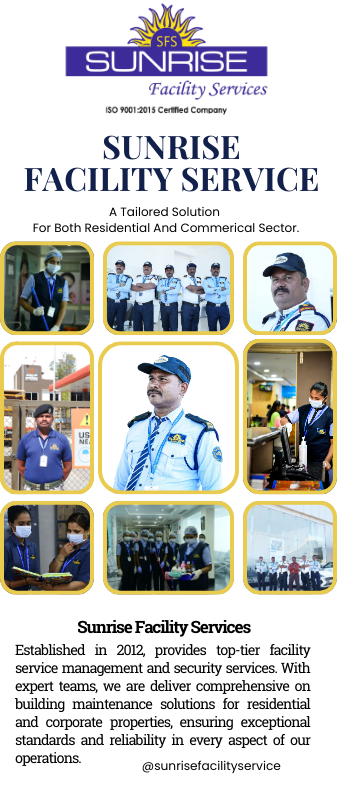 SFS
SUNRISE
Facility Services
ISO 9001:2015 Certified Company
SUNRISE
FACILITY SERVICE
A Tailored Solution
For Both Residential And Commerical Sector.
US
NE
Sunrise Facility Services
Established in 2012, provides top-tier facility
service management and security services. With
expert teams, we are deliver comprehensive on
building maintenance solutions for residential
and corporate properties, ensuring exceptional
standards and reliability in every aspect of our
operations.
@sunrisefacilityservice